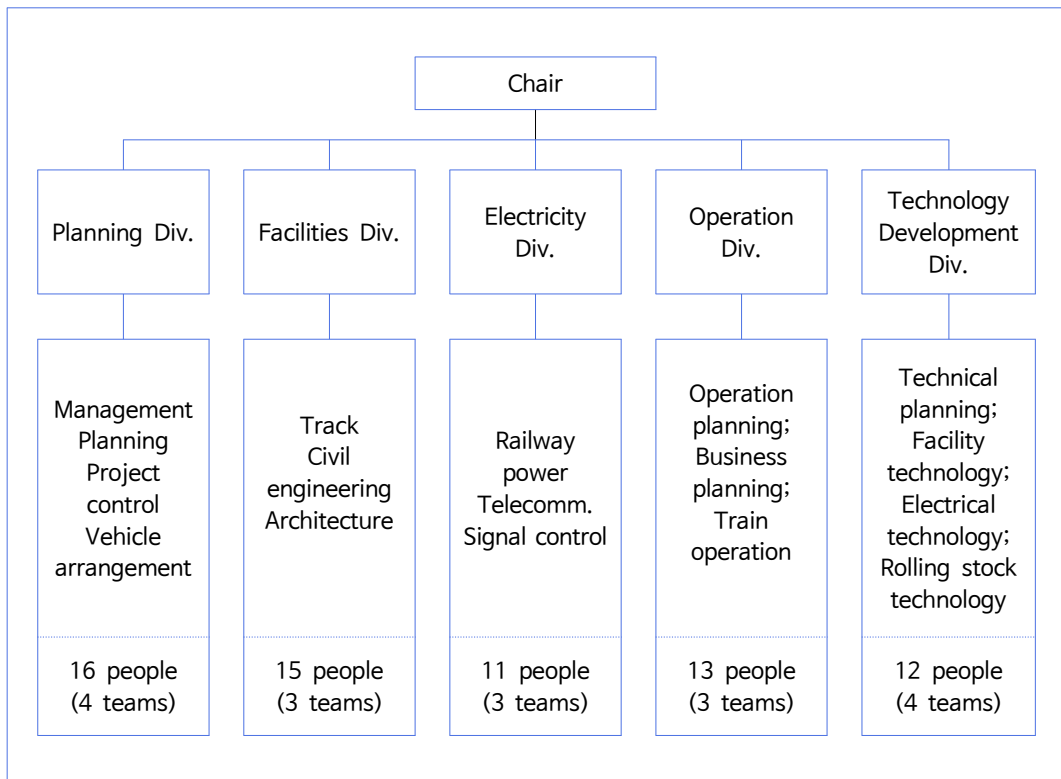 Chair
Planning Div.
Facilities Div.
Electricity
Div.
Operation
Div.
Technology
Development
Div.
Management
Planning
Project
control
Vehicle
arrangement
Track
Civil
engineering
Architecture
Railway
power
Telecomm.
Signal control
Operation
planning;
Business
planning;
Train
operation
Technical
planning;
Facility
technology;
Electrical
technology;
Rolling stock
technology
16 people
(4 teams)
15 people
(3 teams)
11 people
(3 teams)
13 people
(3 teams)
12 people
(4 teams)